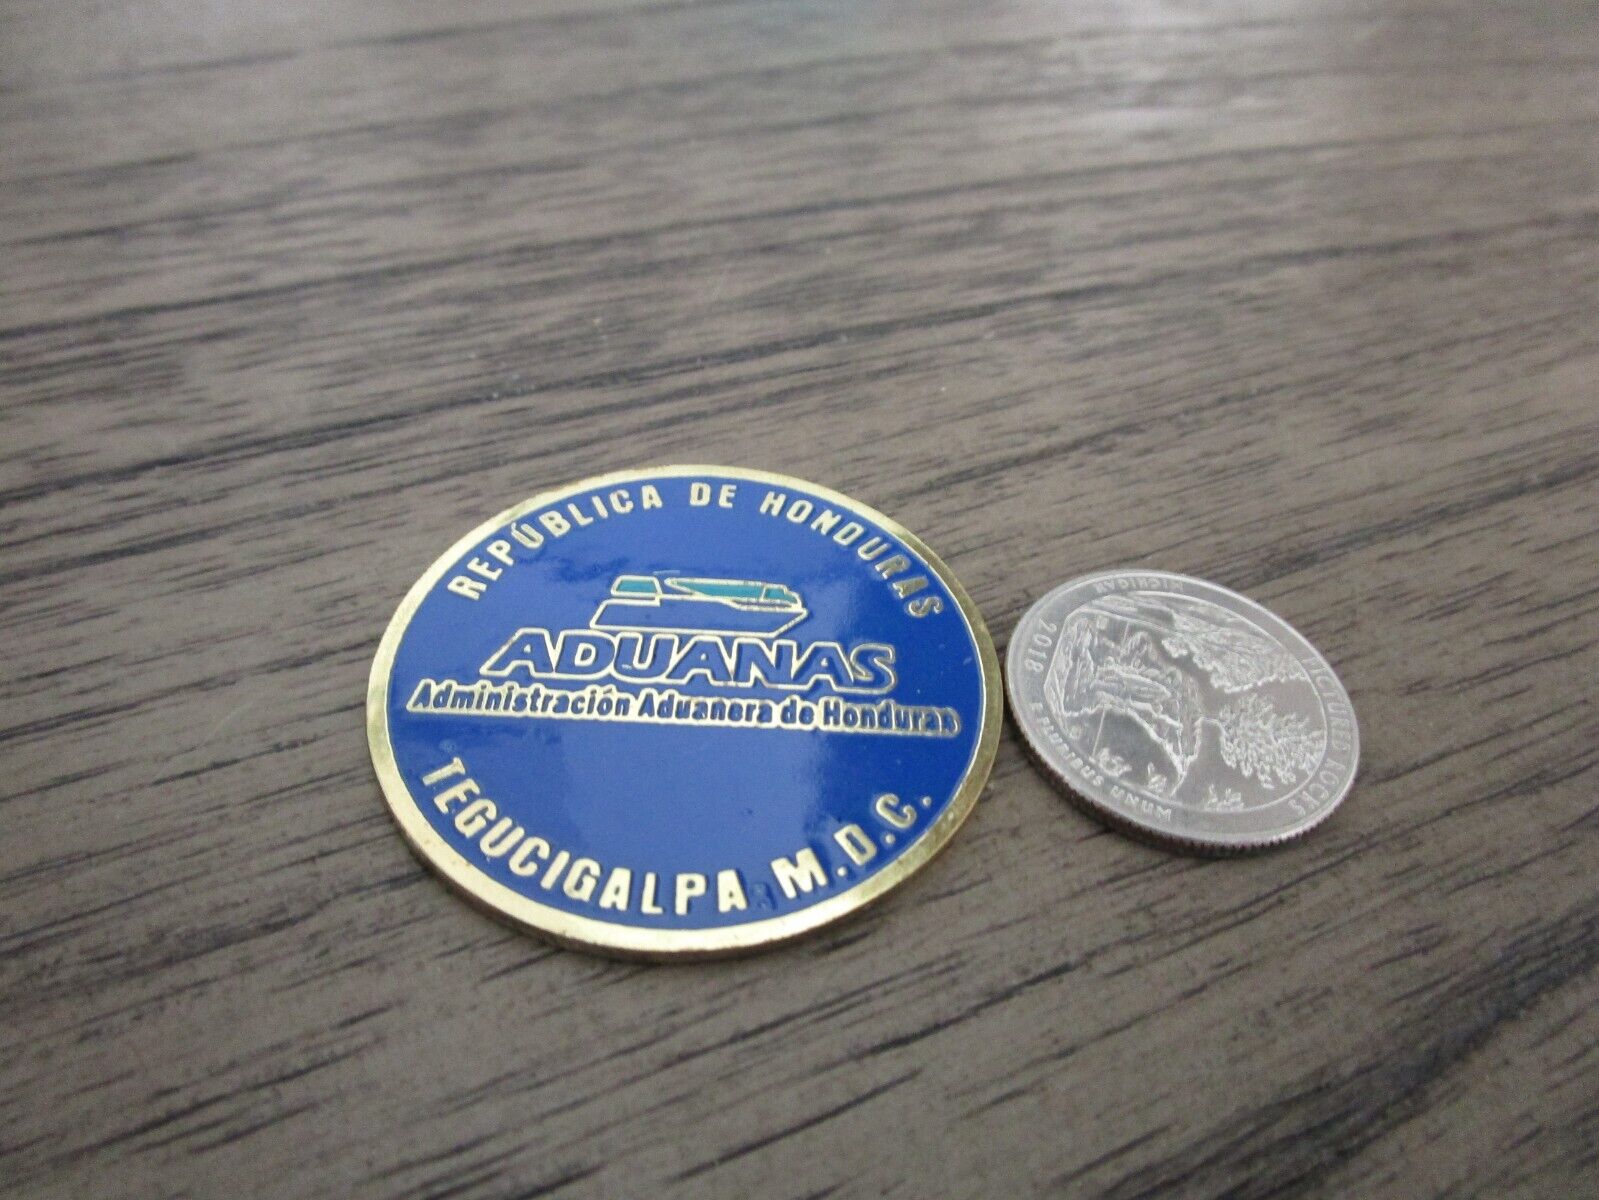 REPÚBLICA DE HONDURAS
ADUANAS
Administración Aduanera de Honduras
TEGUCIGALPA M.D.C.
MICHIGAN
PICTURED ROCKS
2018
E PLURIBUS UNUM